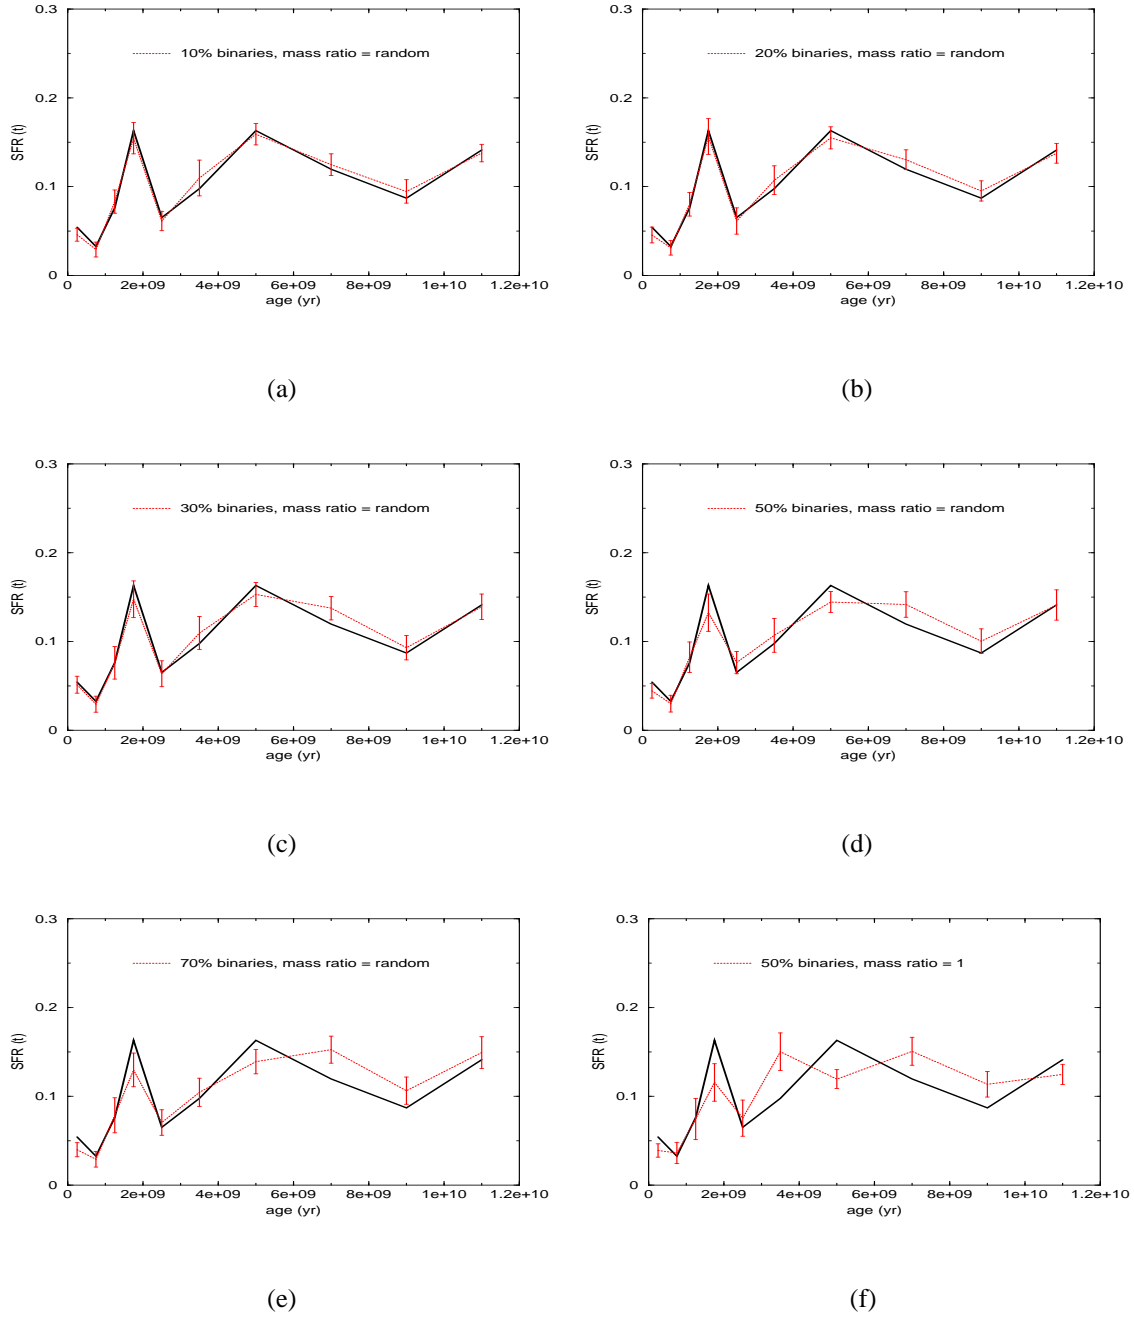 0.3
10% binaries, mass ratio = random
0.2
SFR (t)
0.1
0
0 2e+09 4e+09 6e+09 8e+09 1e+10 1.2e+10
age (yr)
(a)
0.3
20% binaries, mass ratio = random
0.2
SFR (t)
0.1
0
0 2e+09 4e+09 6e+09 8e+09 1e+10 1.2e+10
age (yr)
(b)
0.3
30% binaries, mass ratio = random
0.2
SFR (t)
0.1
0
0 2e+09 4e+09 6e+09 8e+09 1e+10 1.2e+10
age (yr)
(c)
0.3
50% binaries, mass ratio = random
0.2
SFR (t)
0.1
0
0 2e+09 4e+09 6e+09 8e+09 1e+10 1.2e+10
age (yr)
(d)
0.3
70% binaries, mass ratio = random
0.2
SFR (t)
0.1
0
0 2e+09 4e+09 6e+09 8e+09 1e+10 1.2e+10
age (yr)
(e)
0.3
50% binaries, mass ratio = 1
0.2
SFR (t)
0.1
0
0 2e+09 4e+09 6e+09 8e+09 1e+10 1.2e+10
age (yr)
(f)